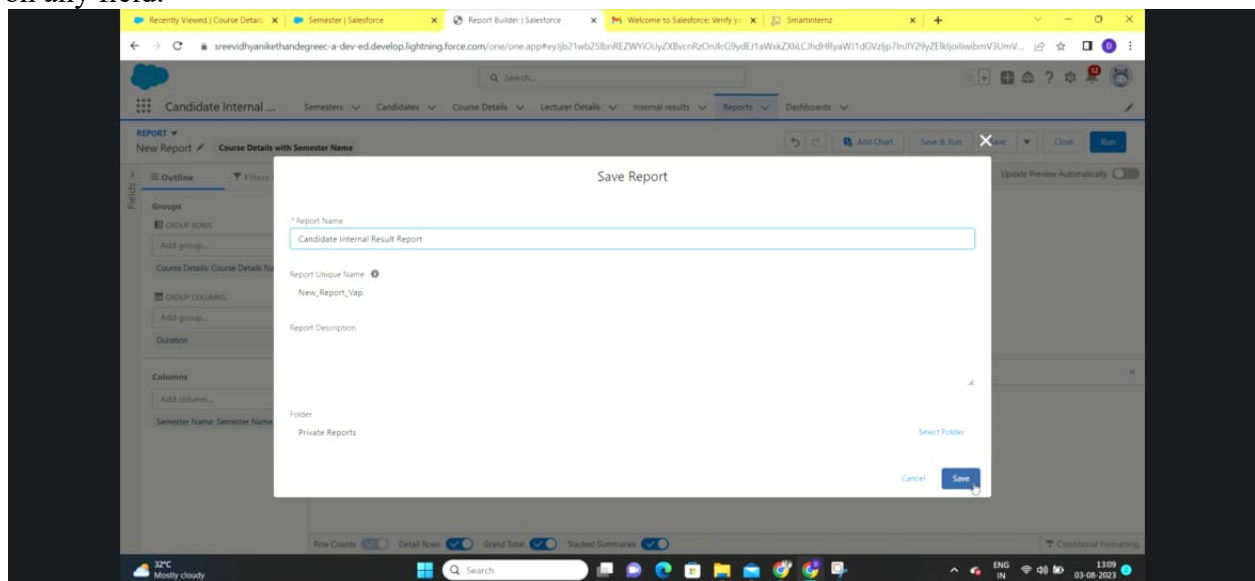 on any field.
Recently Viewed | Course Details
Semester | Salesforce
Report Builder | Salesforce
Welcome to Salesforce: Verify yo
Smartinternz
Search...
Candidate Internal ...
Semesters
Candidates
Course Details
Lecturer Details
Internal results
Reports
Dashboards
REPORT
New Report
Course Details with Semester Name
Add Chart
Save & Run
Close
Run
Fields
Outline
Filters
Save Report
Update Preview Automatically
Groups
GROUP ROWS
Add group...
Course Details: Course Details Na
GROUP COLUMNS
Add group...
Duration
Columns
Add column...
Semester Name: Semester Name
* Report Name
Candidate Internal Result Report
Report Unique Name
New_Report_Vap
Report Description
Folder
Private Reports
Select Folder
Cancel
Save
Row Counts
Detail Rows
Grand Total
Stacked Summaries
Conditional Formatting
32°C
Mostly cloudy
Search
ENG
IN
13:09
03-08-2023